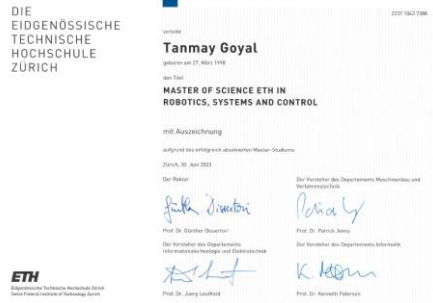 DIE
EIDGENÖSSISCHE
TECHNISCHE
HOCHSCHULE
ZÜRICH
verleiht
Tanmay Goyal
geboren am 27. März 1998
den Titel
MASTER OF SCIENCE ETH IN
ROBOTICS, SYSTEMS AND CONTROL
mit Auszeichnung
aufgrund des erfolgreich absolvierten Master-Studiums
Zürich, 30. Juni 2023
Der Rektor
Prof. Dr. Günther Dissertori
Der Vorsteher des Departements Maschinenbau und
Verfahrenstechnik
Prof. Dr. Patrick Jenny
Der Vorsteher des Departements
Informationstechnologie und Elektrotechnik
Prof. Dr. Juerg Leuthold
Der Vorsteher des Departements Informatik
Prof. Dr. Kenneth Paterson
ETH
Eidgenössische Technische Hochschule Zürich
Swiss Federal Institute of Technology Zurich